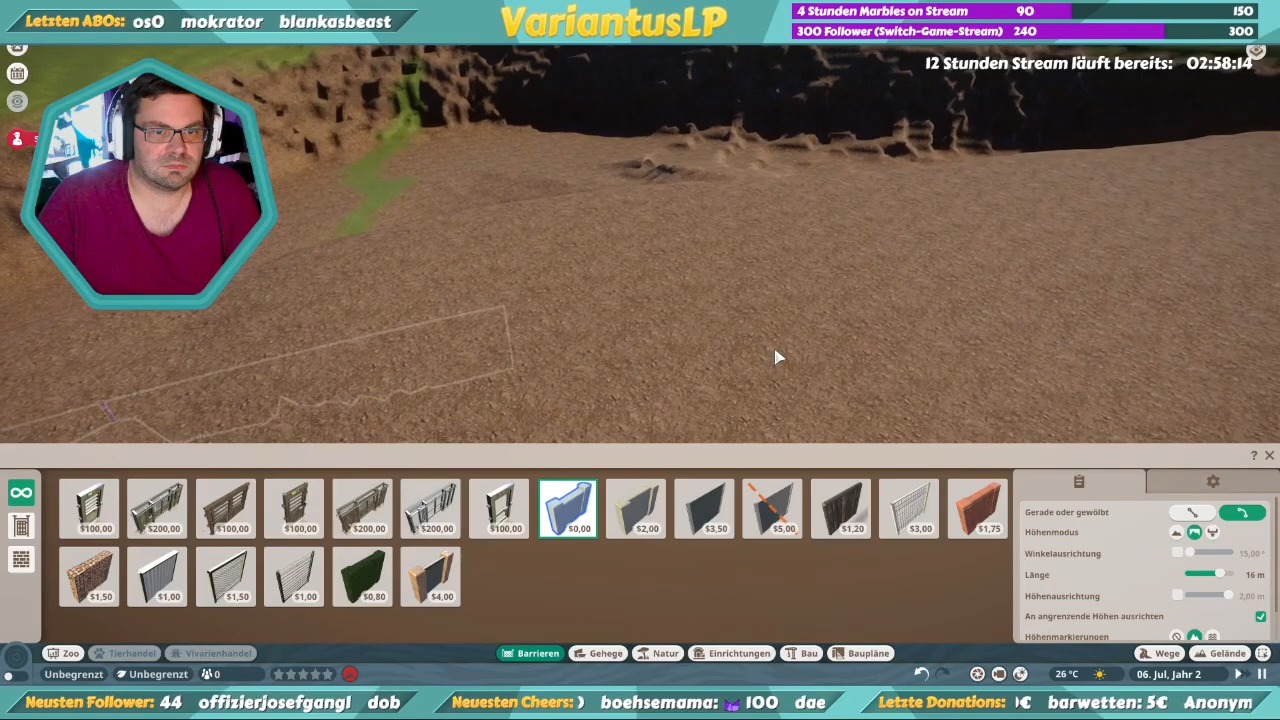 Letzten ABOs: osO mokrator blankasbeast
VariantusLP
4 Stunden Marbles on Stream 90 150
300 Follower (Switch-Game-Stream) 240 300
12 Stunden Stream läuft bereits: 02:58:14
? ×
$100,00 $200,00 $100,00 $100,00 $200,00 $200,00 $100,00 $0,00 $2,00 $3,50 $5,00 $1,20 $3,00 $1,75
$1,50 $1,00 $1,50 $1,00 $0,80 $4,00
Gerade oder gewölbt
Höhenmodus
Winkelausrichtung 15,00°
Länge 16 m
Höhenausrichtung 2,00 m
An angrenzende Höhen ausrichten
Höhenmarkierungen
Zoo Tierhandel Vivarienhandel Barrieren Gehege Natur Einrichtungen Bau Baupläne Wege Gelände
Unbegrenzt Unbegrenzt 0 26 °C 06. Jul, Jahr 2
Neusten Follower: 44 offizierjosefgangl dob
Neuesten Cheers: ) boehsemama: 100 dae
Letzte Donations: € barwetten: 5€ Anonym